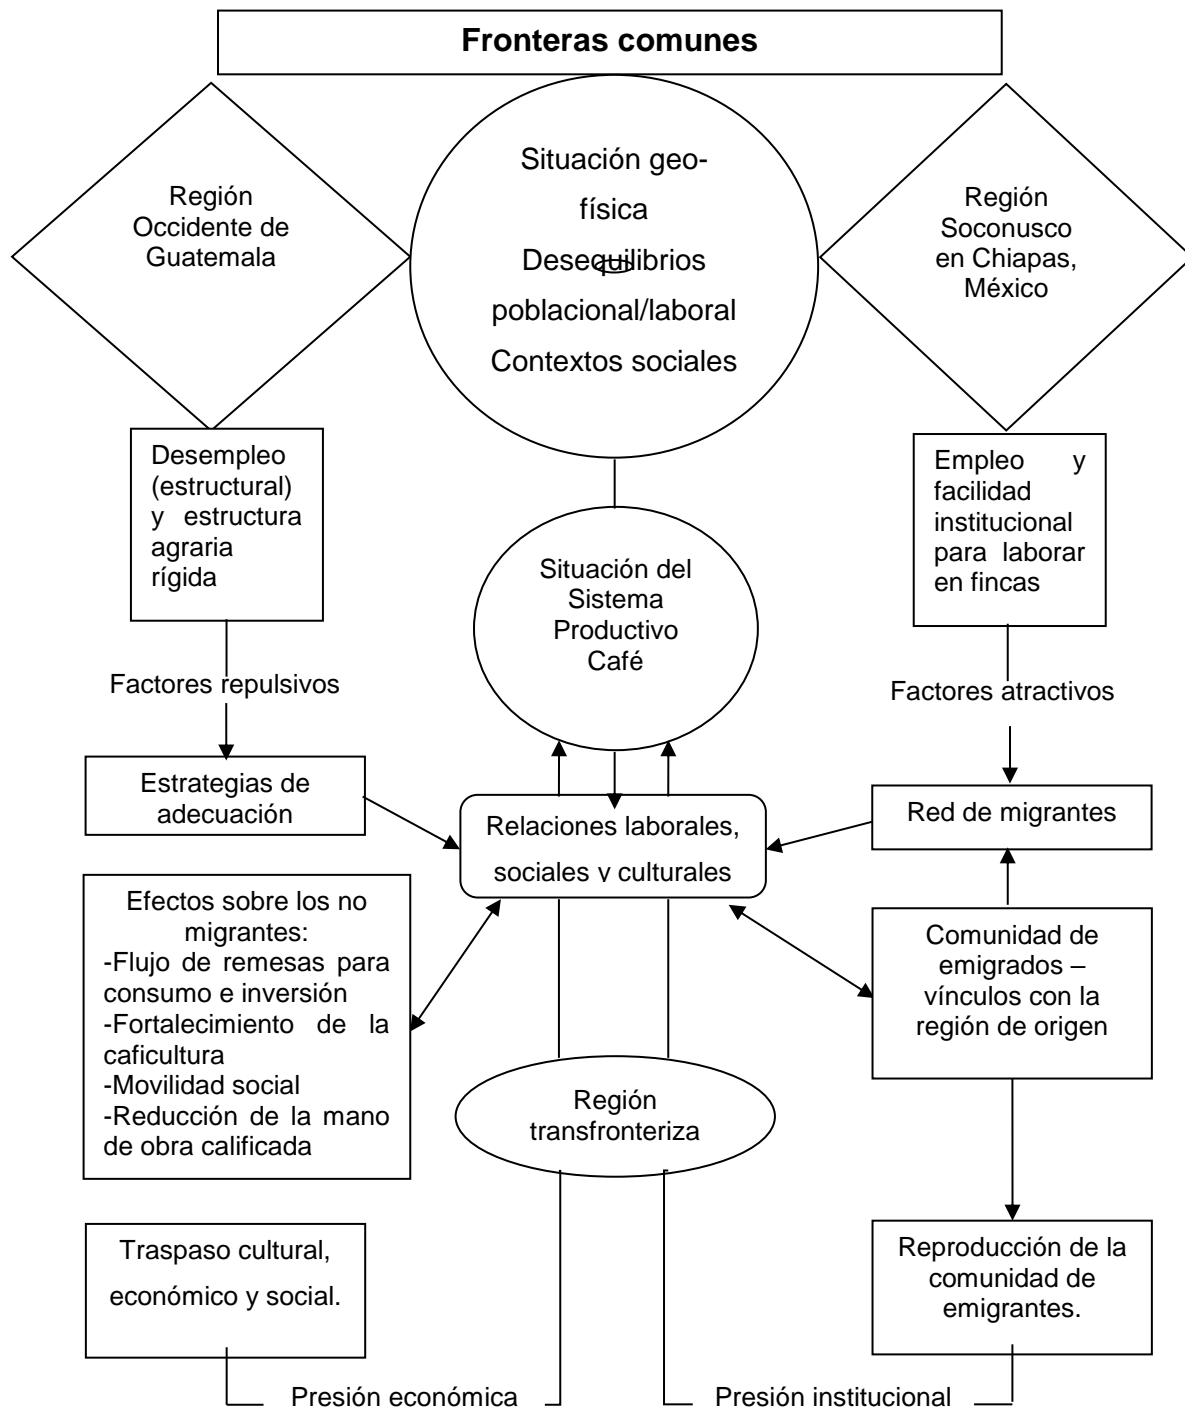 Fronteras comunes
Región
Occidente de
Guatemala
Situación geo-
física
Desequilibrios
poblacional/laboral
Contextos sociales
Región
Soconusco
en Chiapas,
México
Desempleo
(estructural)
y estructura
agraria
rígida
Situación del
Sistema
Productivo
Café
Empleo y
facilidad
institucional
para laborar
en fincas
Factores repulsivos
Factores atractivos
Estrategias de
adecuación
Relaciones laborales,
sociales y culturales
Red de migrantes
Efectos sobre los no
migrantes:
-Flujo de remesas para
consumo e inversión
-Fortalecimiento de la
caficultura
-Movilidad social
-Reducción de la mano
de obra calificada
Comunidad de
emigrados –
vínculos con la
región de origen
Región
transfronteriza
Traspaso cultural,
económico y social.
Reproducción de la
comunidad de
emigrantes.
Presión económica
Presión institucional